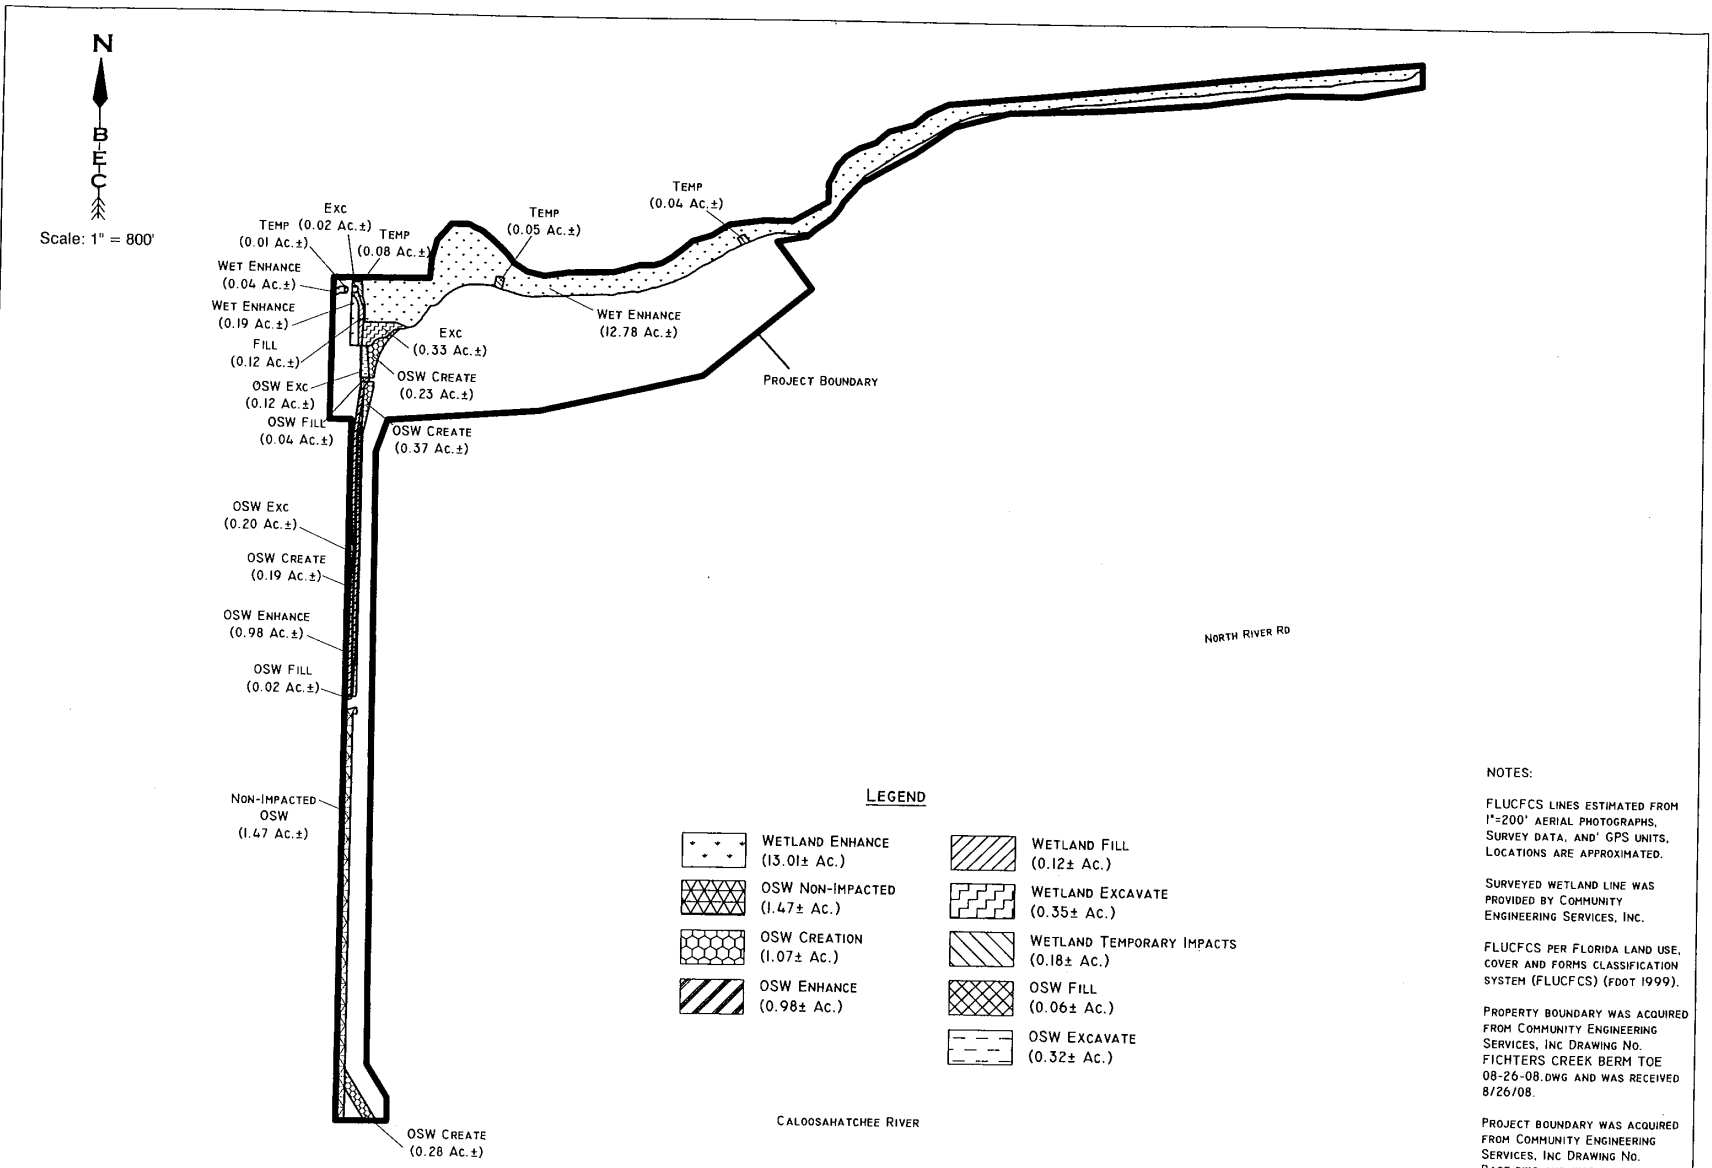 N
B-E-C
Scale: 1" = 800'
Exc
(0.02 Ac.±)
Temp
(0.01 Ac.±)
Temp
(0.08 Ac.±)
Wet Enhance
(0.04 Ac.±)
Wet Enhance
(0.19 Ac.±)
Fill
(0.12 Ac.±)
OSW Exc
(0.12 Ac.±)
OSW Fill
(0.04 Ac.±)
Temp
(0.05 Ac.±)
Temp
(0.04 Ac.±)
Wet Enhance
(12.78 Ac.±)
Exc
(0.33 Ac.±)
OSW Create
(0.23 Ac.±)
OSW Create
(0.37 Ac.±)
Project Boundary
OSW Exc
(0.20 Ac.±)
OSW Create
(0.19 Ac.±)
OSW Enhance
(0.98 Ac.±)
OSW Fill
(0.02 Ac.±)
Non-Impacted
OSW
(1.47 Ac.±)
OSW Create
(0.28 Ac.±)
North River Rd
Caloosahatchee River
Legend
Wetland Enhance
(13.01± Ac.)
OSW Non-Impacted
(1.47± Ac.)
OSW Creation
(1.07± Ac.)
OSW Enhance
(0.98± Ac.)
Wetland Fill
(0.12± Ac.)
Wetland Excavate
(0.35± Ac.)
Wetland Temporary Impacts
(0.18± Ac.)
OSW Fill
(0.06± Ac.)
OSW Excavate
(0.32± Ac.)
NOTES:
FLUCFCS lines estimated from
1"=200' aerial photographs,
survey data, and' GPS units,
Locations are approximated.
Surveyed wetland line was
provided by Community
Engineering Services, Inc.
FLUCFCS per Florida Land Use,
Cover and Forms Classification
System (FLUCFCS) (FDOT 1999).
Property boundary was acquired
from Community Engineering
Services, Inc Drawing No.
FICHTERS CREEK BERM TOE
08-26-08.dwg and was received
8/26/08.
Project boundary was acquired
from Community Engineering
Services, Inc Drawing No.